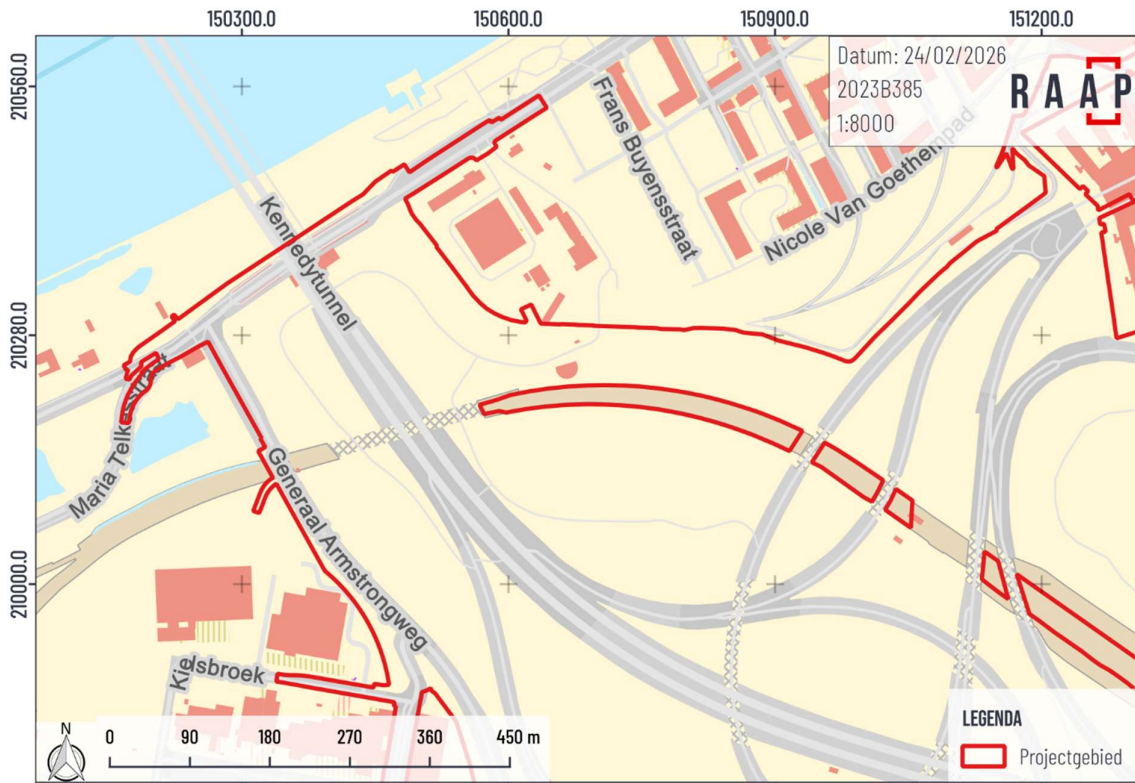 150300.0 150600.0 150900.0 151200.0
210560.0
210280.0
210000.0
Datum: 24/02/2026
2023B385
1:8000
RAAP
Frans Buyensstraat
Nicole Van Goethempad
Kennedytunnel
Maria Telkesstraat
Generaal Armstrongweg
Kielsbroek
N
0 90 180 270 360 450 m
LEGENDA
Projectgebied